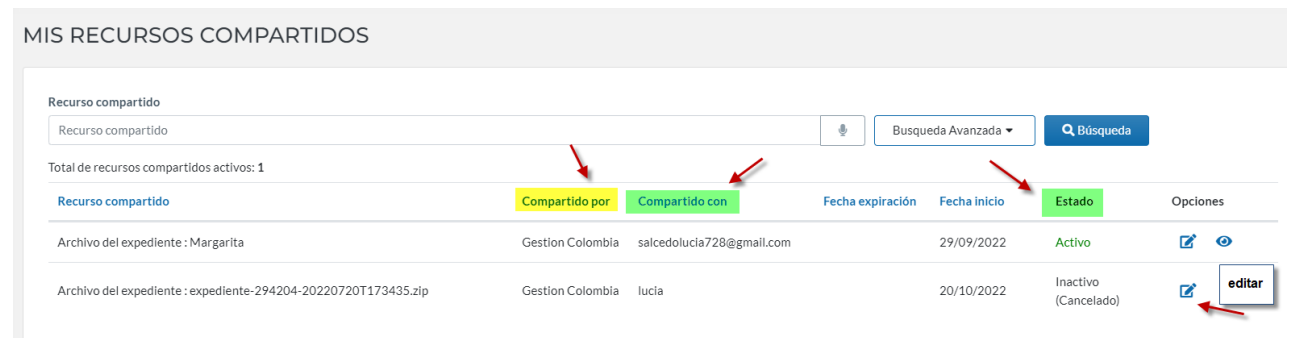 MIS RECURSOS COMPARTIDOS
Recurso compartido
Recurso compartido
Busqueda Avanzada
Búsqueda
Total de recursos compartidos activos: 1
Recurso compartido Compartido por Compartido con Fecha expiración Fecha inicio Estado Opciones
Archivo del expediente : Margarita Gestion Colombia salcedolucia728@gmail.com 29/09/2022 Activo
Archivo del expediente : expediente-294204-20220720T173435.zip Gestion Colombia lucia 20/10/2022 Inactivo
(Cancelado)
editar